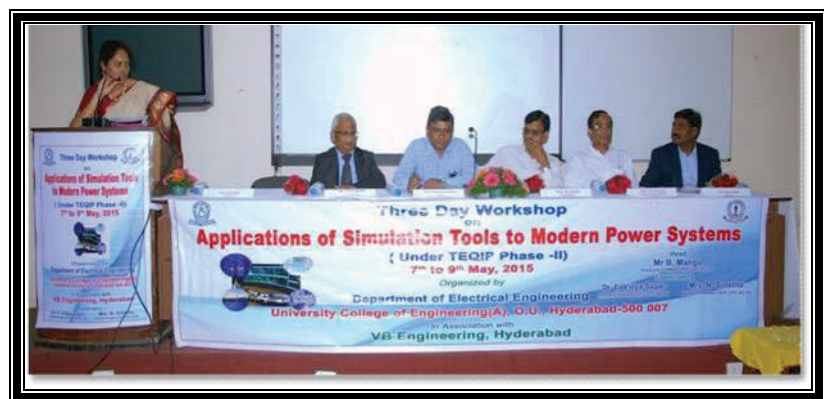 Three Day Workshop
on
Applications of Simulation Tools
to Modern Power Systems
( Under TEQIP Phase -II)
7th to 9th May, 2015
Organized by
Department of Electrical Engineering
VB Engineering, Hyderabad
Three Day Workshop
on
Applications of Simulation Tools to Modern Power Systems
( Under TEQIP Phase -II)
7th to 9th May, 2015
Organized by
Department of Electrical Engineering
University College of Engineering(A), O.U., Hyderabad-500 007
In Association with
VB Engineering, Hyderabad
Head
Mr B. Mangu